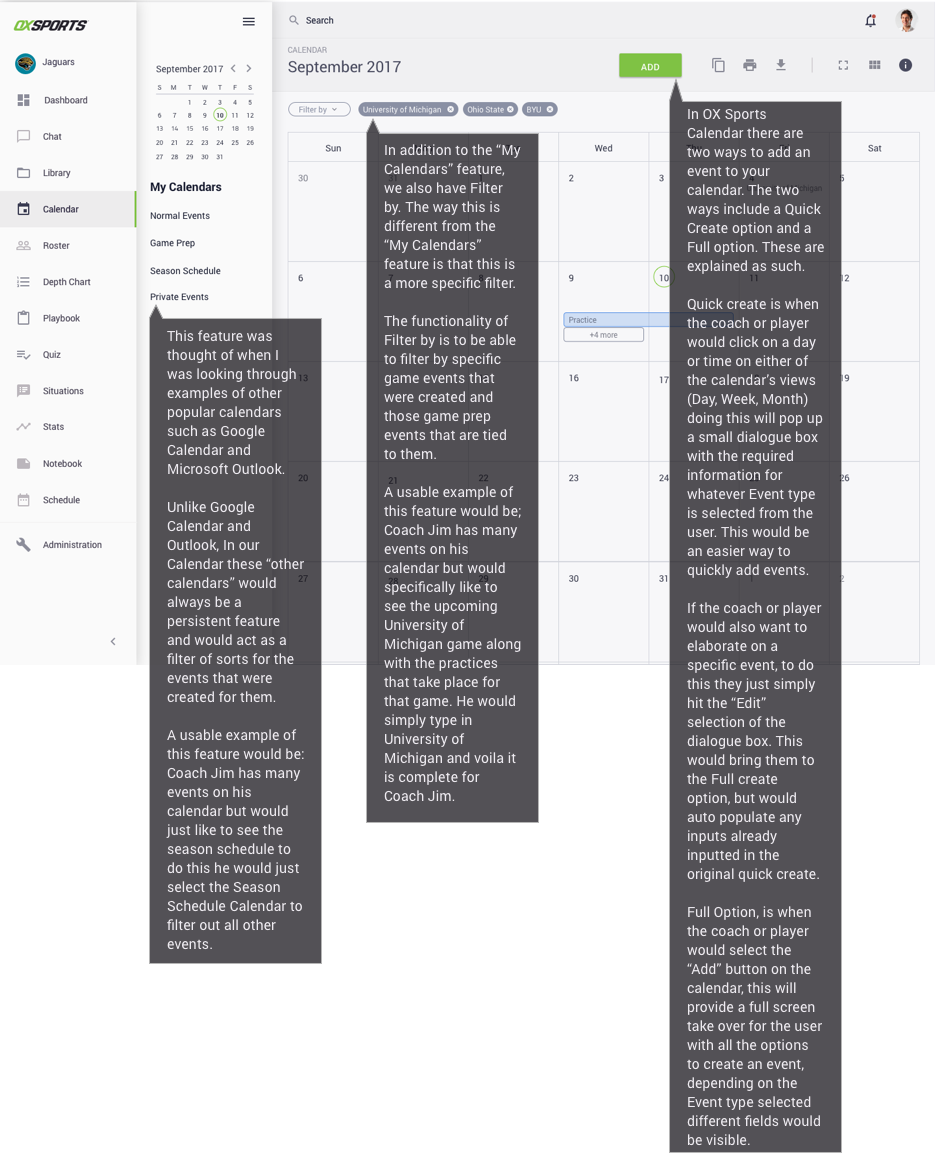 OXSPORTS
Jaguars
Dashboard
Chat
Library
Calendar
Roster
Depth Chart
Playbook
Quiz
Situations
Stats
Notebook
Schedule
Administration
September 2017
S M T W T F S
1 2 3 4 5
6 7 8 9 10 11 12
13 14 15 16 17 18 19
20 21 22 23 24 25 26
27 28 29 30 31
My Calendars
Normal Events
Game Prep
Season Schedule
Private Events
This feature was
thought of when I
was looking through
examples of other
popular calendars
such as Google
Calendar and
Microsoft Outlook.
Unlike Google
Calendar and
Outlook, In our
Calendar these “other
calendars” would
always be a
persistent feature
and would act as a
filter of sorts for the
events that were
created for them.
A usable example of
this feature would be:
Coach Jim has many
events on his
calendar but would
just like to see the
season schedule to
do this he would just
select the Season
Schedule Calendar to
filter out all other
events.
Search
CALENDAR
September 2017
ADD
Filter by
University of Michigan
Ohio State
BYU
Sun
Wed
Sat
30 31 1 2 3 4 5
6 7 8 9 10 11 12
Practice
+4 more
13 16 17 19
20 21 22 23 24 26
27 28 29 30 31 1 2
In addition to the “My
Calendars” feature,
we also have Filter
by. The way this is
different from the
“My Calendars”
feature is that this is
a more specific filter.
The functionality of
Filter by is to be able
to filter by specific
game events that
were created and
those game prep
events that are tied
to them.
A usable example of
this feature would be;
Coach Jim has many
events on his
calendar but would
specifically like to
see the upcoming
University of
Michigan game along
with the practices
that take place for
that game. He would
simply type in
University of
Michigan and voila it
is complete for
Coach Jim.
In OX Sports
Calendar there are
two ways to add an
event to your
calendar. The two
ways include a Quick
Create option and a
Full option. These are
explained as such.
Quick create is when
the coach or player
would click on a day
or time on either of
the calendar’s views
(Day, Week, Month)
doing this will pop up
a small dialogue box
with the required
information for
whatever Event type
is selected from the
user. This would be
an easier way to
quickly add events.
If the coach or player
would also want to
elaborate on a
specific event, to do
this they just simply
hit the “Edit”
selection of the
dialogue box. This
would bring them to
the Full create
option, but would
auto populate any
inputs already
inputted in the
original quick create.
Full Option, is when
the coach or player
would select the
“Add” button on the
calendar, this will
provide a full screen
take over for the user
with all the options
to create an event,
depending on the
Event type selected
different fields would
be visible.